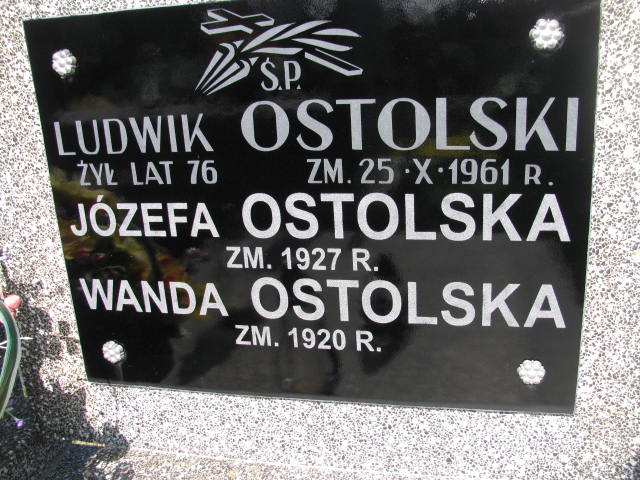 Ś.P.
LUDWIK OSTOLSKI
ŻYŁ LAT 76 ZM. 25·X·1961 R.
JÓZEFA OSTOLSKA
ZM. 1927 R.
WANDA OSTOLSKA
ZM. 1920 R.